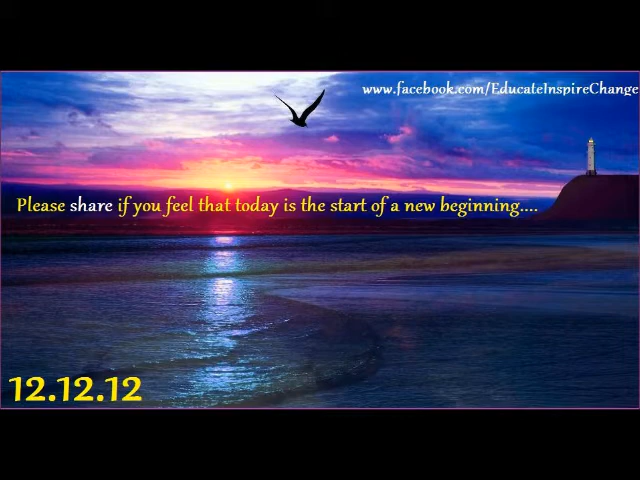 www.facebook.com/EducateInspireChange
Please share if you feel that today is the start of a new beginning....
12.12.12